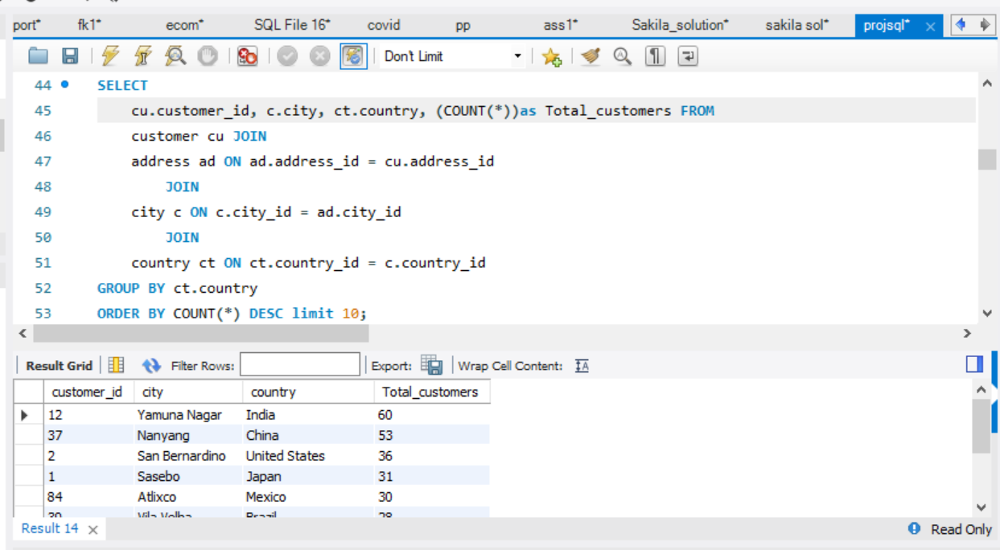 port* fk1* ecom* SQL File 16* covid pp ass1* Sakila_solution* sakila sol* projsql*
Don't Limit
44 SELECT
45 cu.customer_id, c.city, ct.country, (COUNT(*))as Total_customers FROM
46 customer cu JOIN
47 address ad ON ad.address_id = cu.address_id
48 JOIN
49 city c ON c.city_id = ad.city_id
50 JOIN
51 country ct ON ct.country_id = c.country_id
52 GROUP BY ct.country
53 ORDER BY COUNT(*) DESC limit 10;
Result Grid Filter Rows: Export: Wrap Cell Content:
customer_id city country Total_customers
12 Yamuna Nagar India 60
37 Nanyang China 53
2 San Bernardino United States 36
1 Sasebo Japan 31
84 Atlixco Mexico 30
Vila Velha Brazil 28
Result 14 Read Only